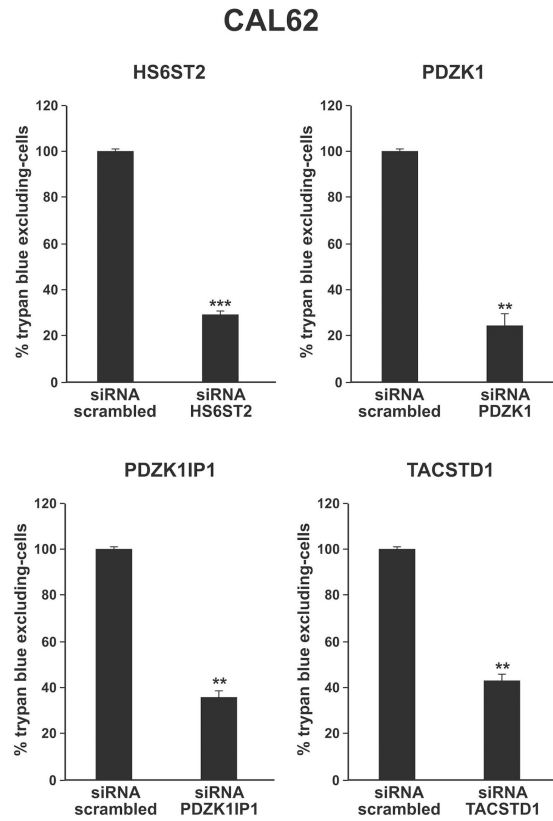 CAL62
HS6ST2
% trypan blue excluding-cells
120
100
80
60
40
20
0
***
siRNA
scrambled
siRNA
HS6ST2
PDZK1
% trypan blue excluding-cells
120
100
80
60
40
20
0
**
siRNA
scrambled
siRNA
PDZK1
PDZK1IP1
% trypan blue excluding-cells
120
100
80
60
40
20
0
**
siRNA
scrambled
siRNA
PDZK1IP1
TACSTD1
% trypan blue excluding-cells
120
100
80
60
40
20
0
**
siRNA
scrambled
siRNA
TACSTD1